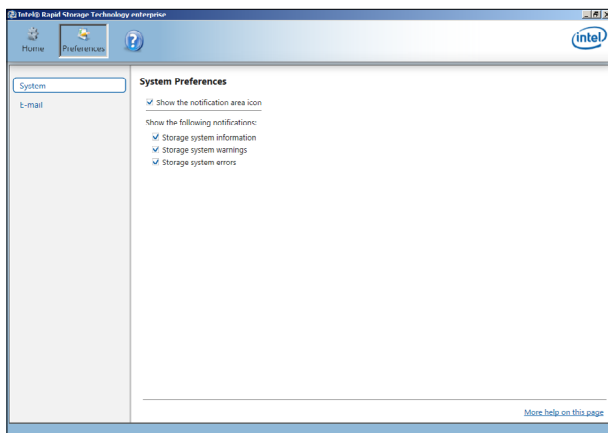 Intel® Rapid Storage Technology enterprise
Home
Preferences
?
intel
System
E-mail
System Preferences
Show the notification area icon
Show the following notifications:
Storage system information
Storage system warnings
Storage system errors
More help on this page